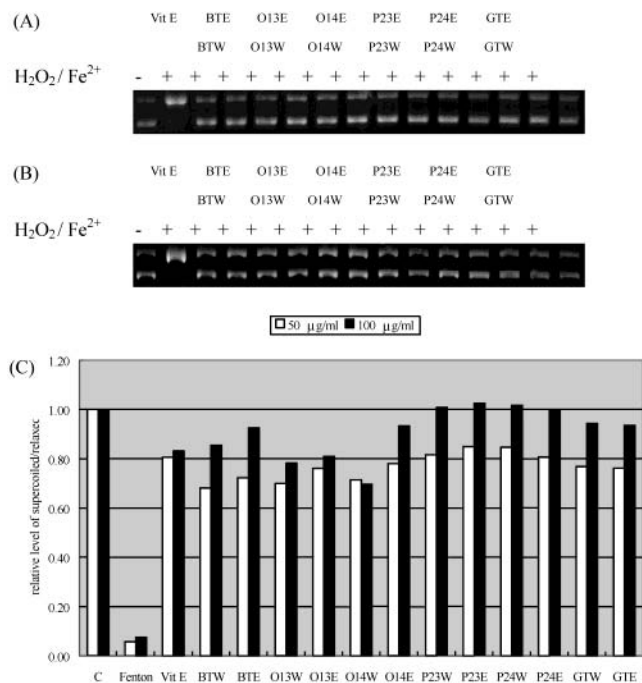 (A)
Vit E BTE O13E O14E P23E P24E GTE
BTW O13W O14W P23W P24W GTW
H₂O₂ / Fe²⁺ - + + + + + + + + + + + + +
(B)
Vit E BTE O13E O14E P23E P24E GTE
BTW O13W O14W P23W P24W GTW
H₂O₂ / Fe²⁺ - + + + + + + + + + + + + +
50 µg/ml 100 µg/ml
(C)
relative level of supercoiled/relaxec
1.20
1.00
0.80
0.60
0.40
0.20
0.00
C Fenton Vit E BTW BTE O13W O13E O14W O14E P23W P23E P24W P24E GTW GTE